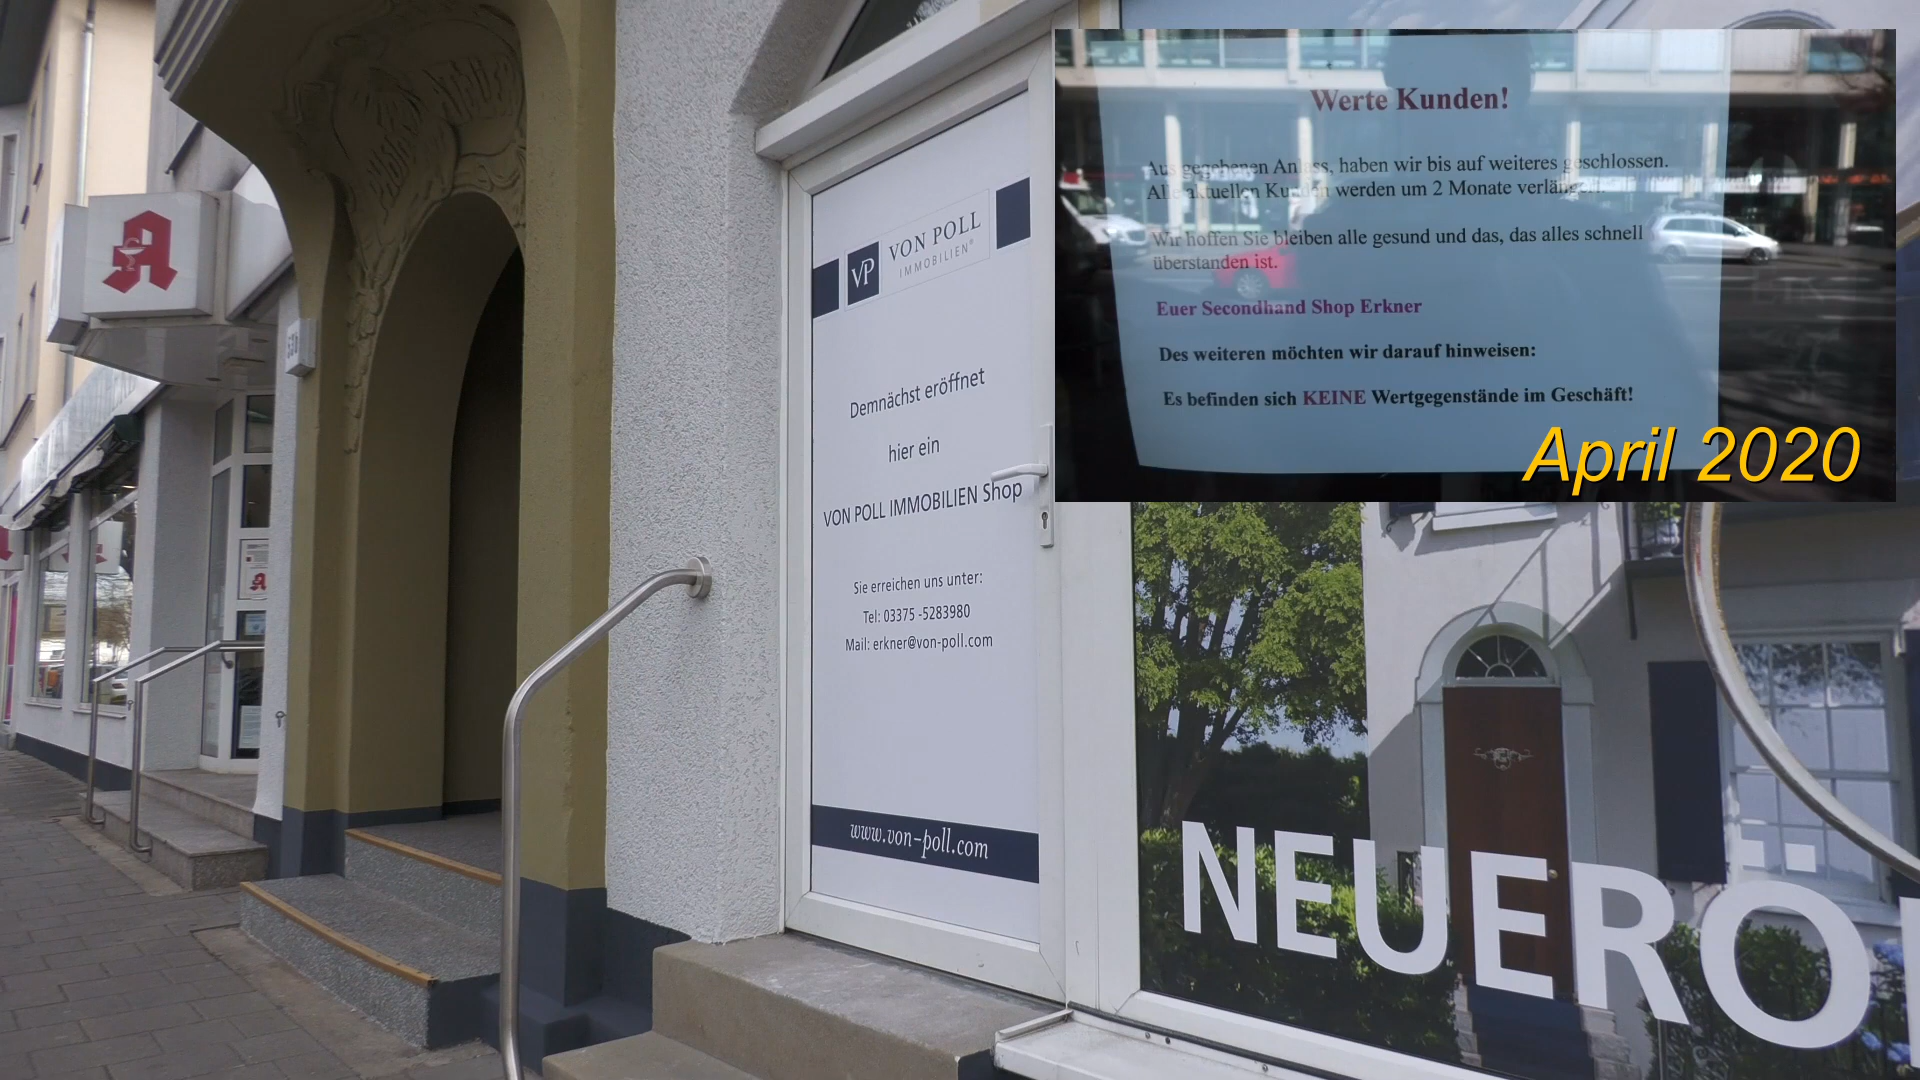 VP VON POLL
IMMOBILIEN®
Demnächst eröffnet
hier ein
VON POLL IMMOBILIEN Shop
Sie erreichen uns unter:
Tel: 03375 -5283980
Mail: erkner@von-poll.com
www.von-poll.com
Werte Kunden!
Aus gegebenen Anlass, haben wir bis auf weiteres geschlossen.
Alle aktuellen Kunden werden um 2 Monate verlängert.
Wir hoffen Sie bleiben alle gesund und das, das alles schnell
überstanden ist.
Euer Secondhand Shop Erkner
Des weiteren möchten wir darauf hinweisen:
Es befinden sich KEINE Wertgegenstände im Geschäft!
April 2020
NEUERÖ